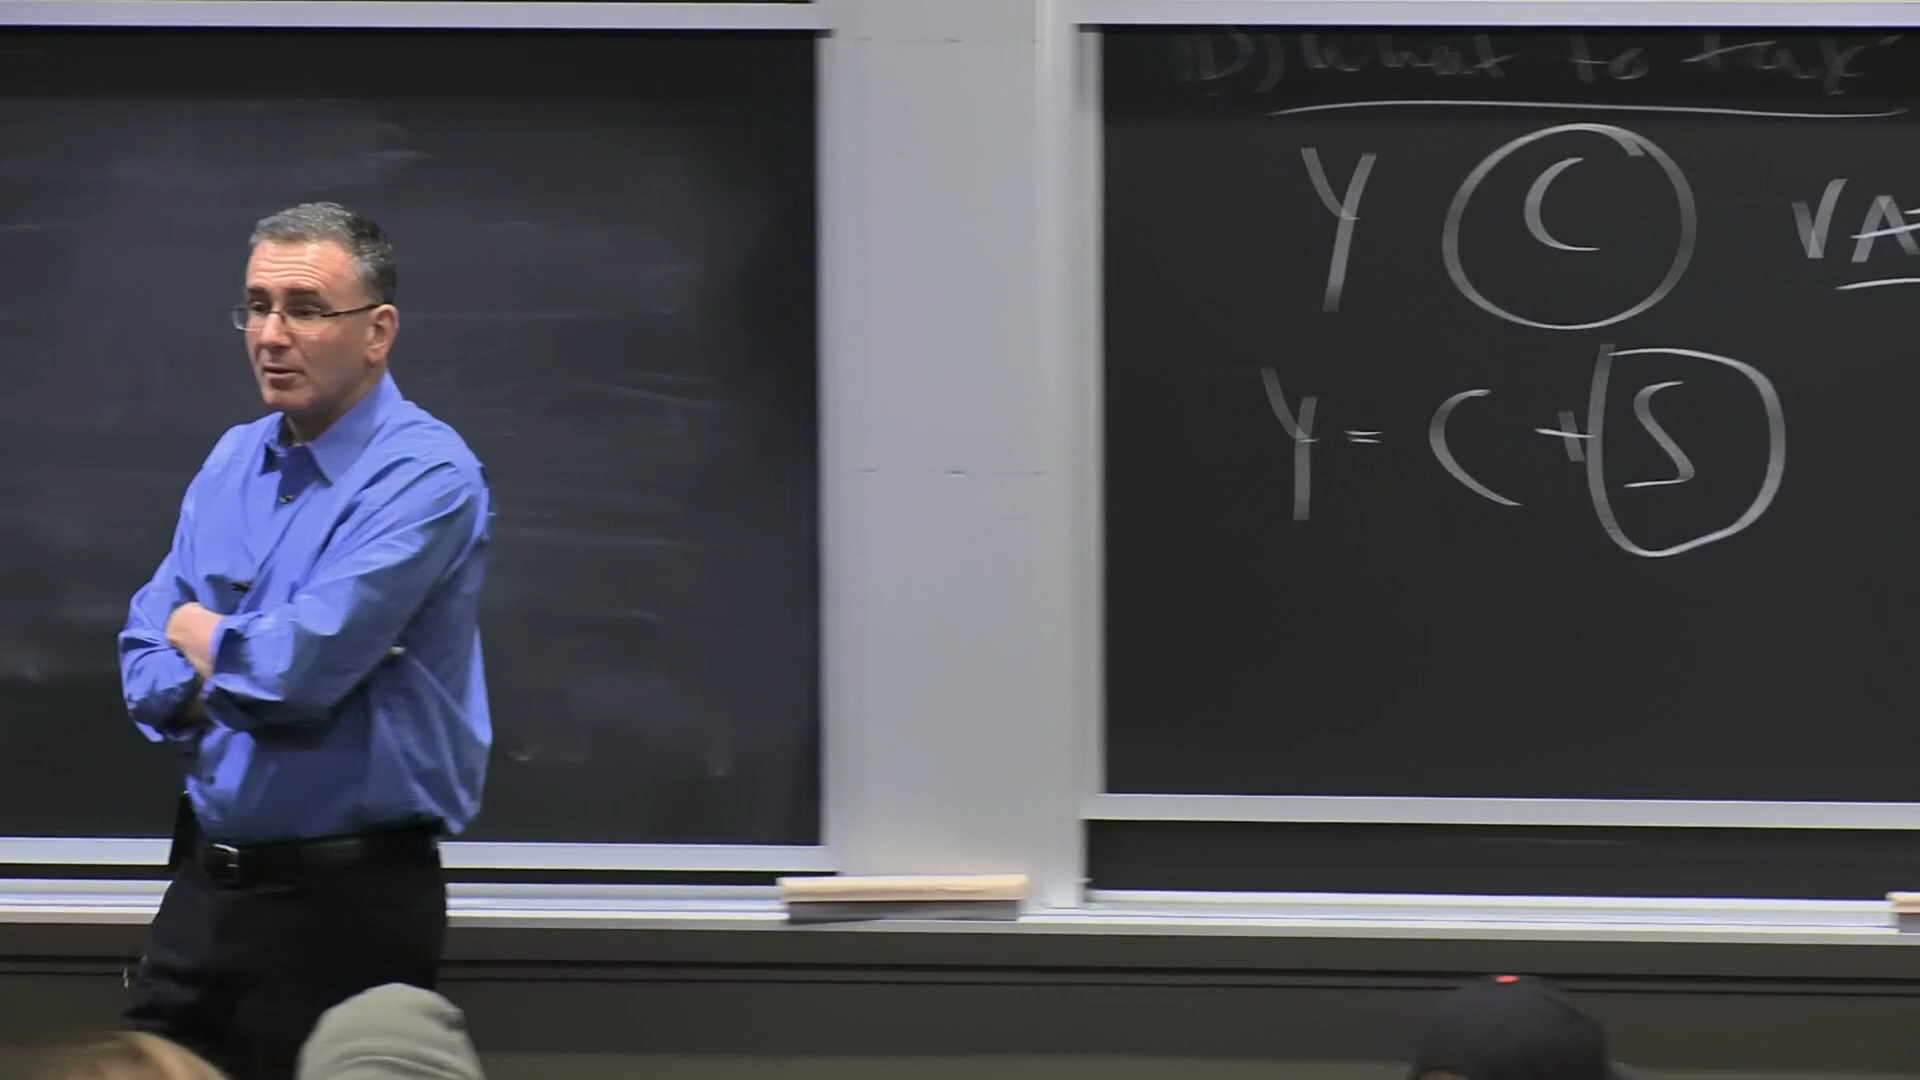 D) What to tax
Y C VA
Y = C + S